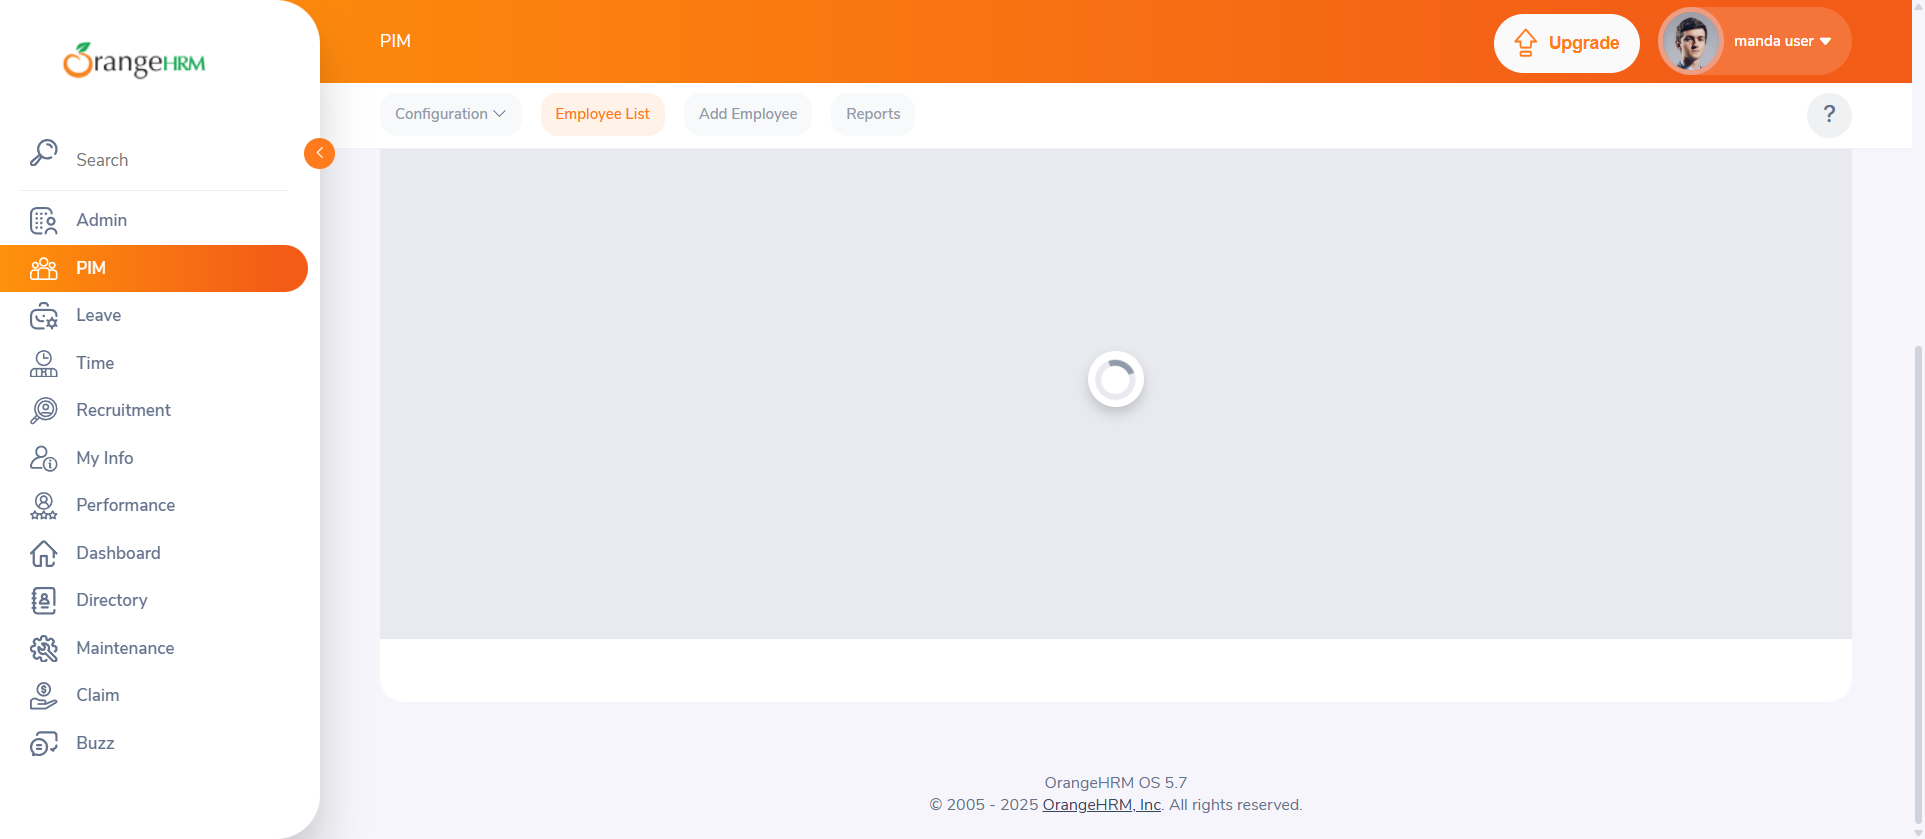 OrangeHRM
Search
Admin
PIM
Leave
Time
Recruitment
My Info
Performance
Dashboard
Directory
Maintenance
Claim
Buzz
PIM
Upgrade
manda user
Configuration
Employee List
Add Employee
Reports
?
OrangeHRM OS 5.7
© 2005 - 2025 OrangeHRM, Inc. All rights reserved.